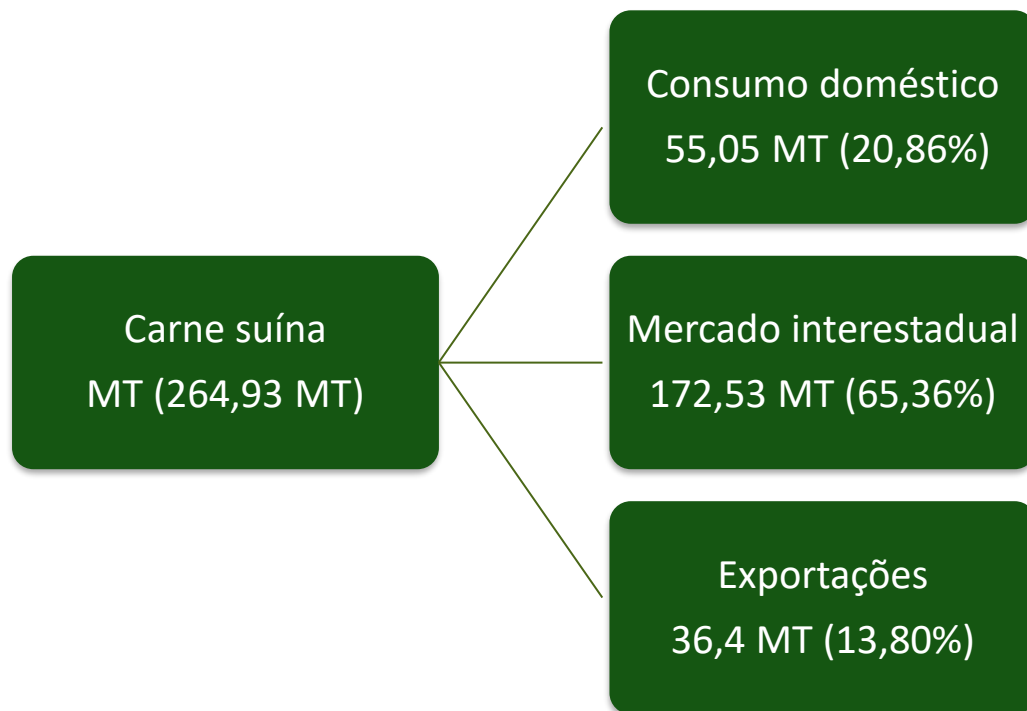 Consumo doméstico
55,05 MT (20,86%)
Carne suína
MT (264,93 MT)
Mercado interestadual
172,53 MT (65,36%)
Exportações
36,4 MT (13,80%)